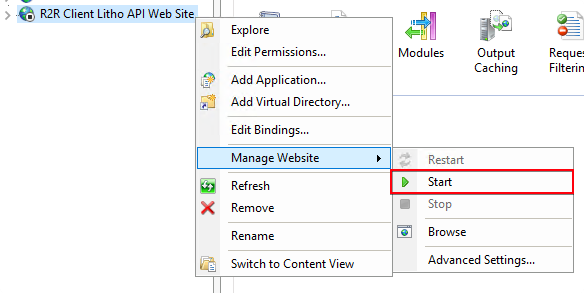 R2R Client Litho API Web Site
Explore
Edit Permissions...
Add Application...
Add Virtual Directory...
Edit Bindings...
Manage Website
Refresh
Remove
Rename
Switch to Content View
Modules
Output
Caching
Reque
Filterin
Restart
Start
Stop
Browse
Advanced Settings...